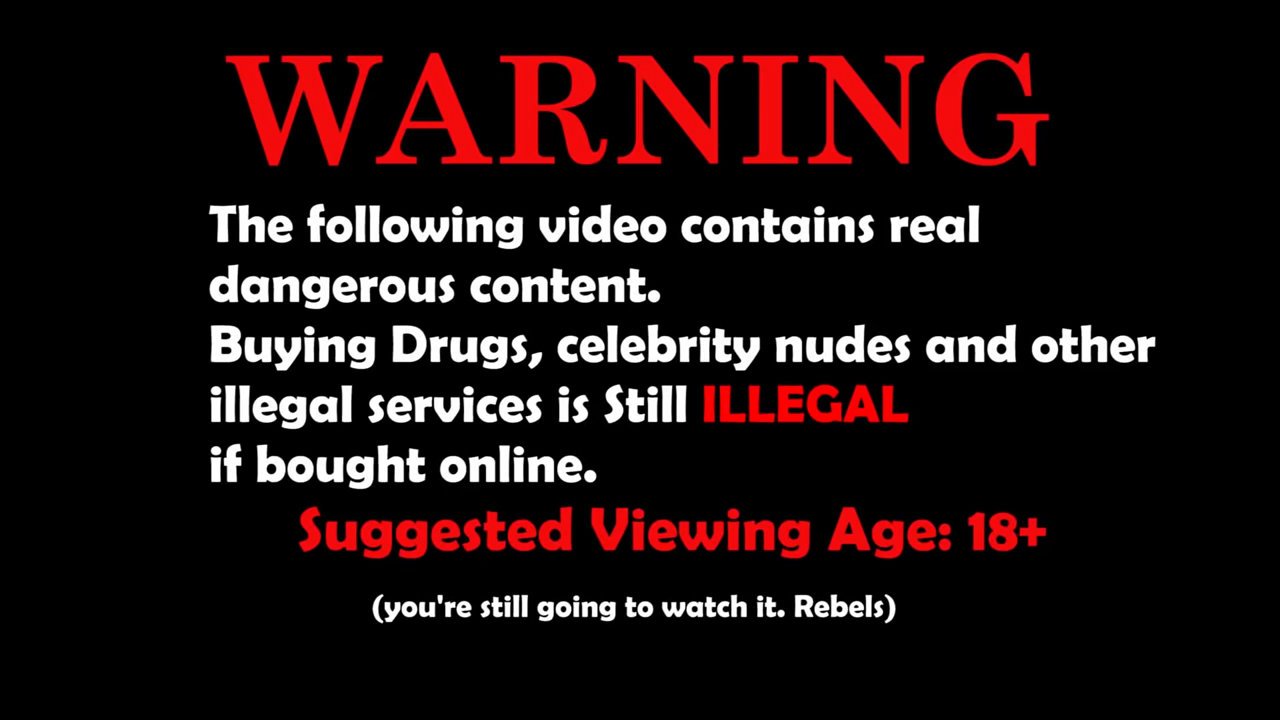 WARNING
The following video contains real
dangerous content.
Buying Drugs, celebrity nudes and other
illegal services is Still ILLEGAL
if bought online.
Suggested Viewing Age: 18+
(you're still going to watch it. Rebels)